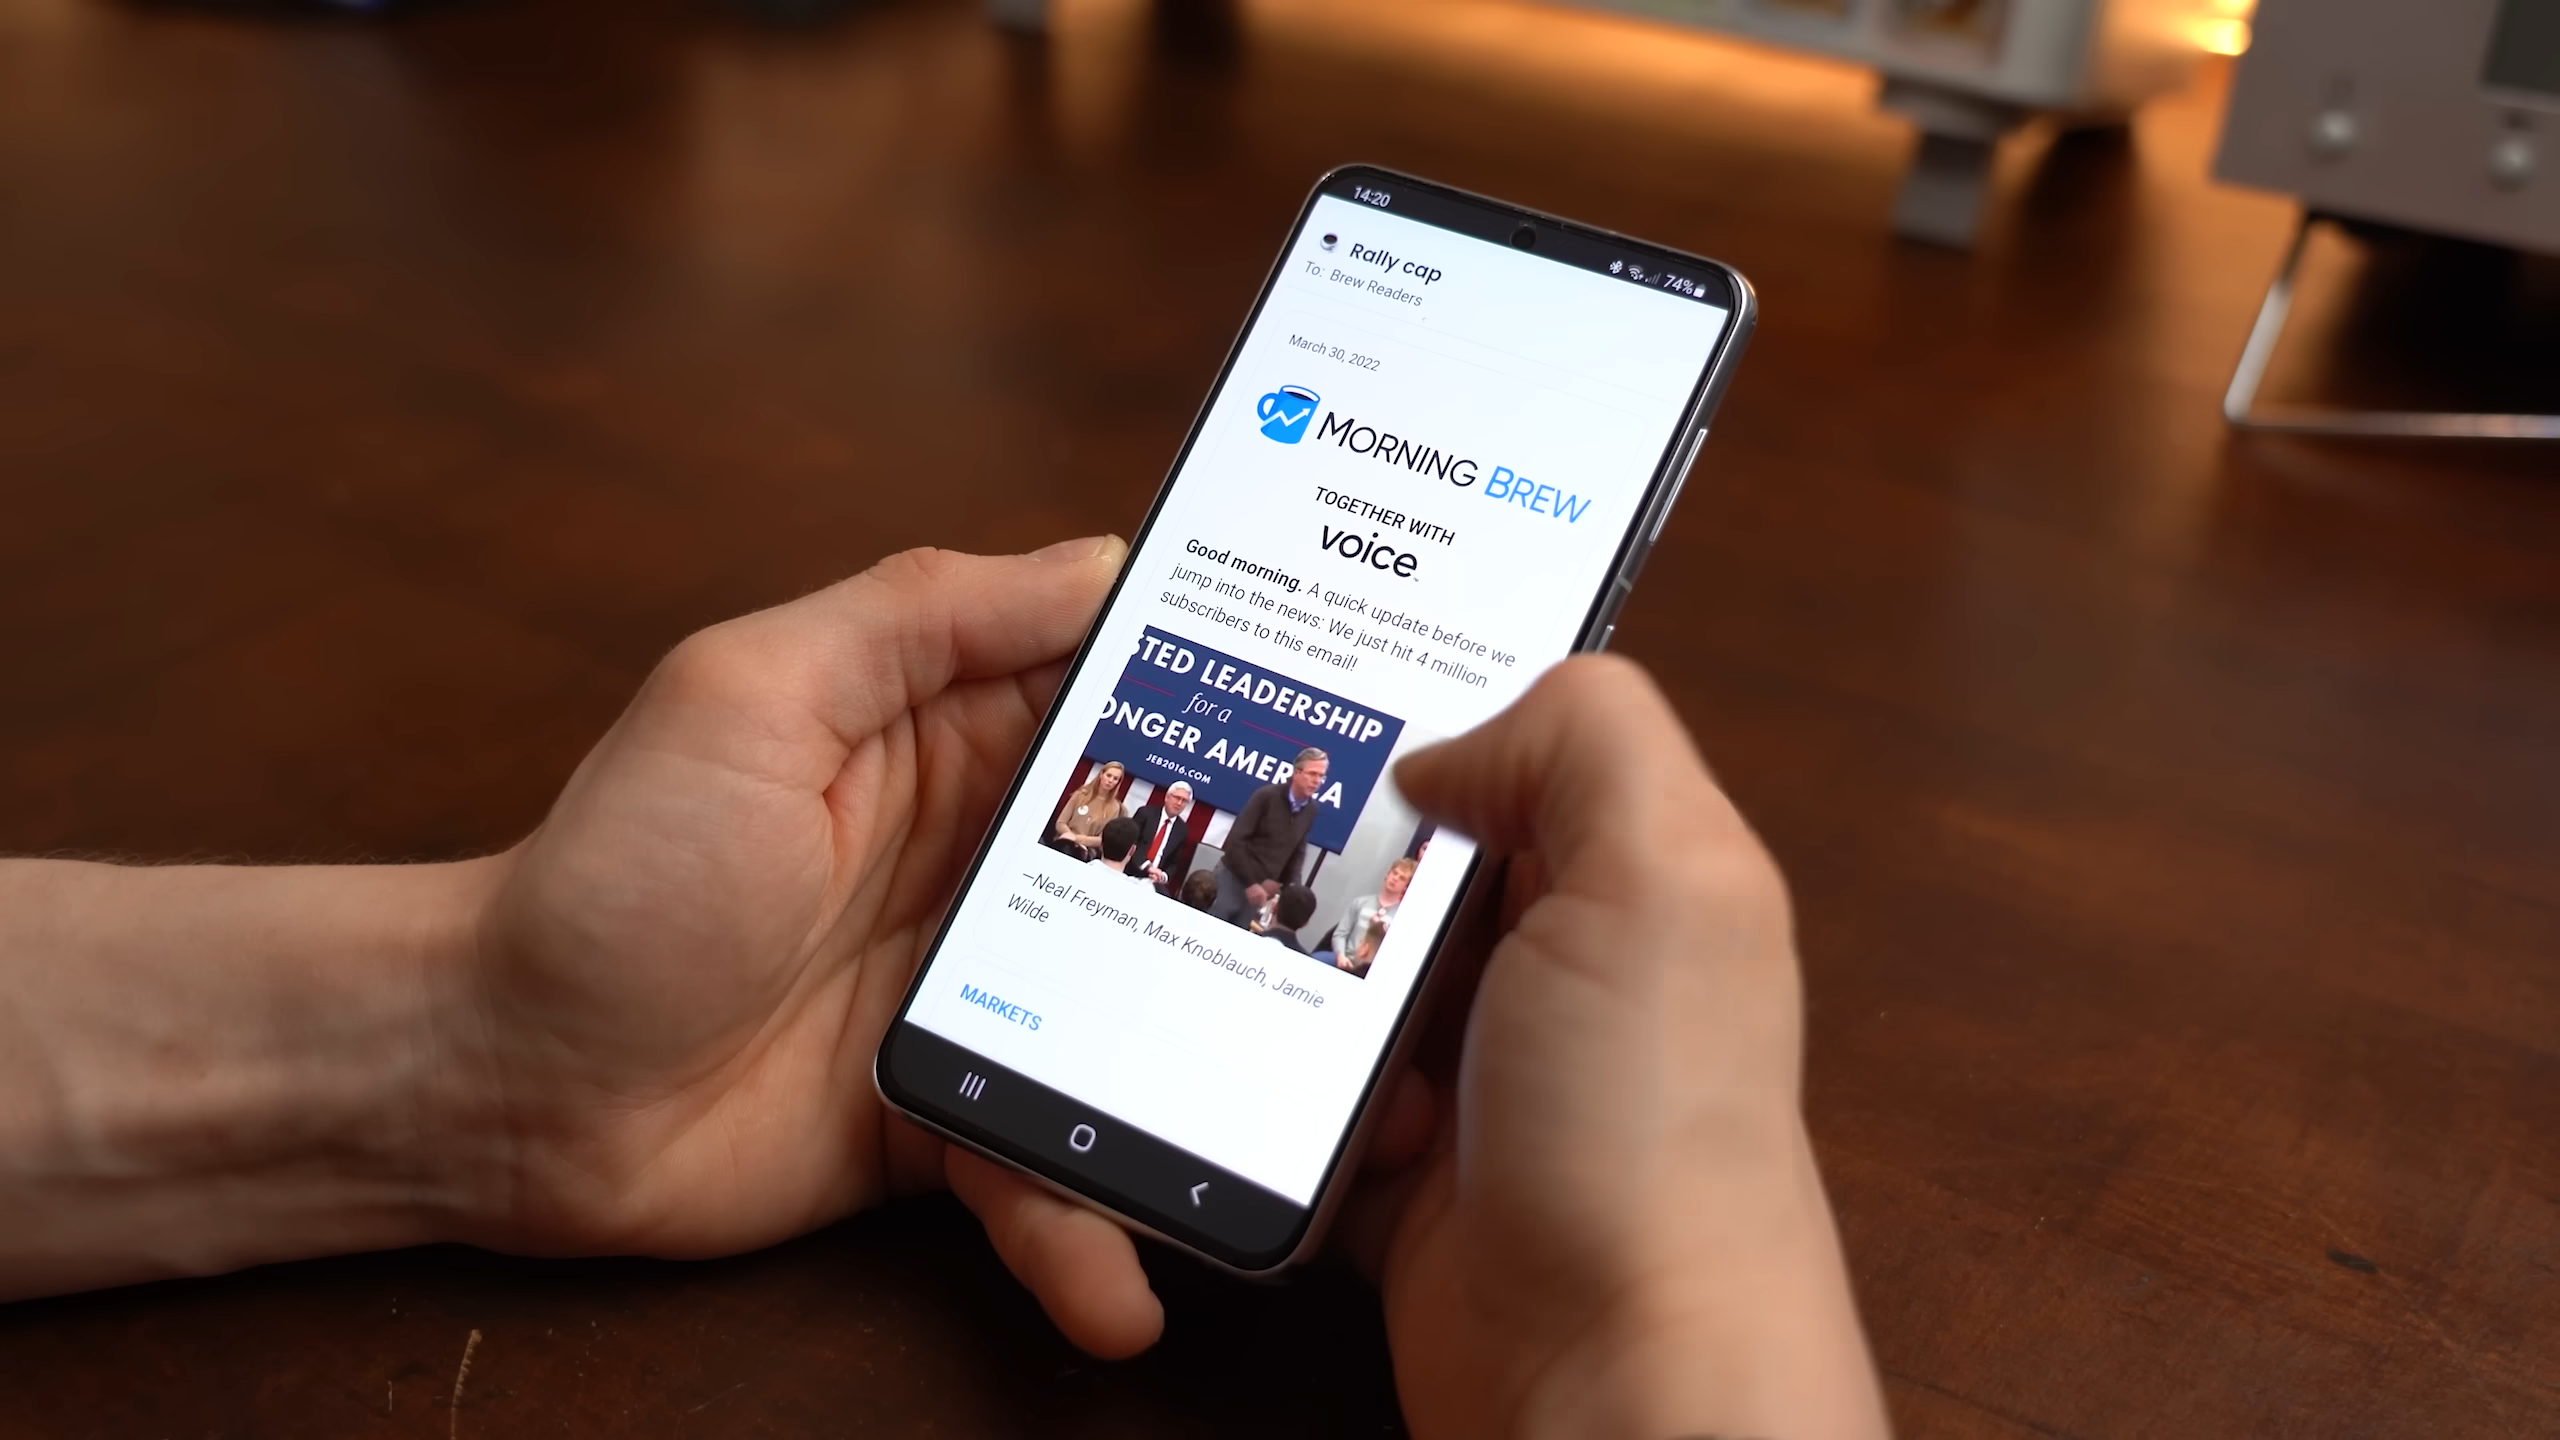 14:20
74%
Rally cap
To: Brew Readers
March 30, 2022
MORNING BREW
TOGETHER WITH
voice
Good morning. A quick update before we
jump into the news: We just hit 4 million
subscribers to this email!
STED LEADERSHIP
for a
ONGER AMER A
JEB2016.COM
—Neal Freyman, Max Knoblauch, Jamie
Wilde
MARKETS